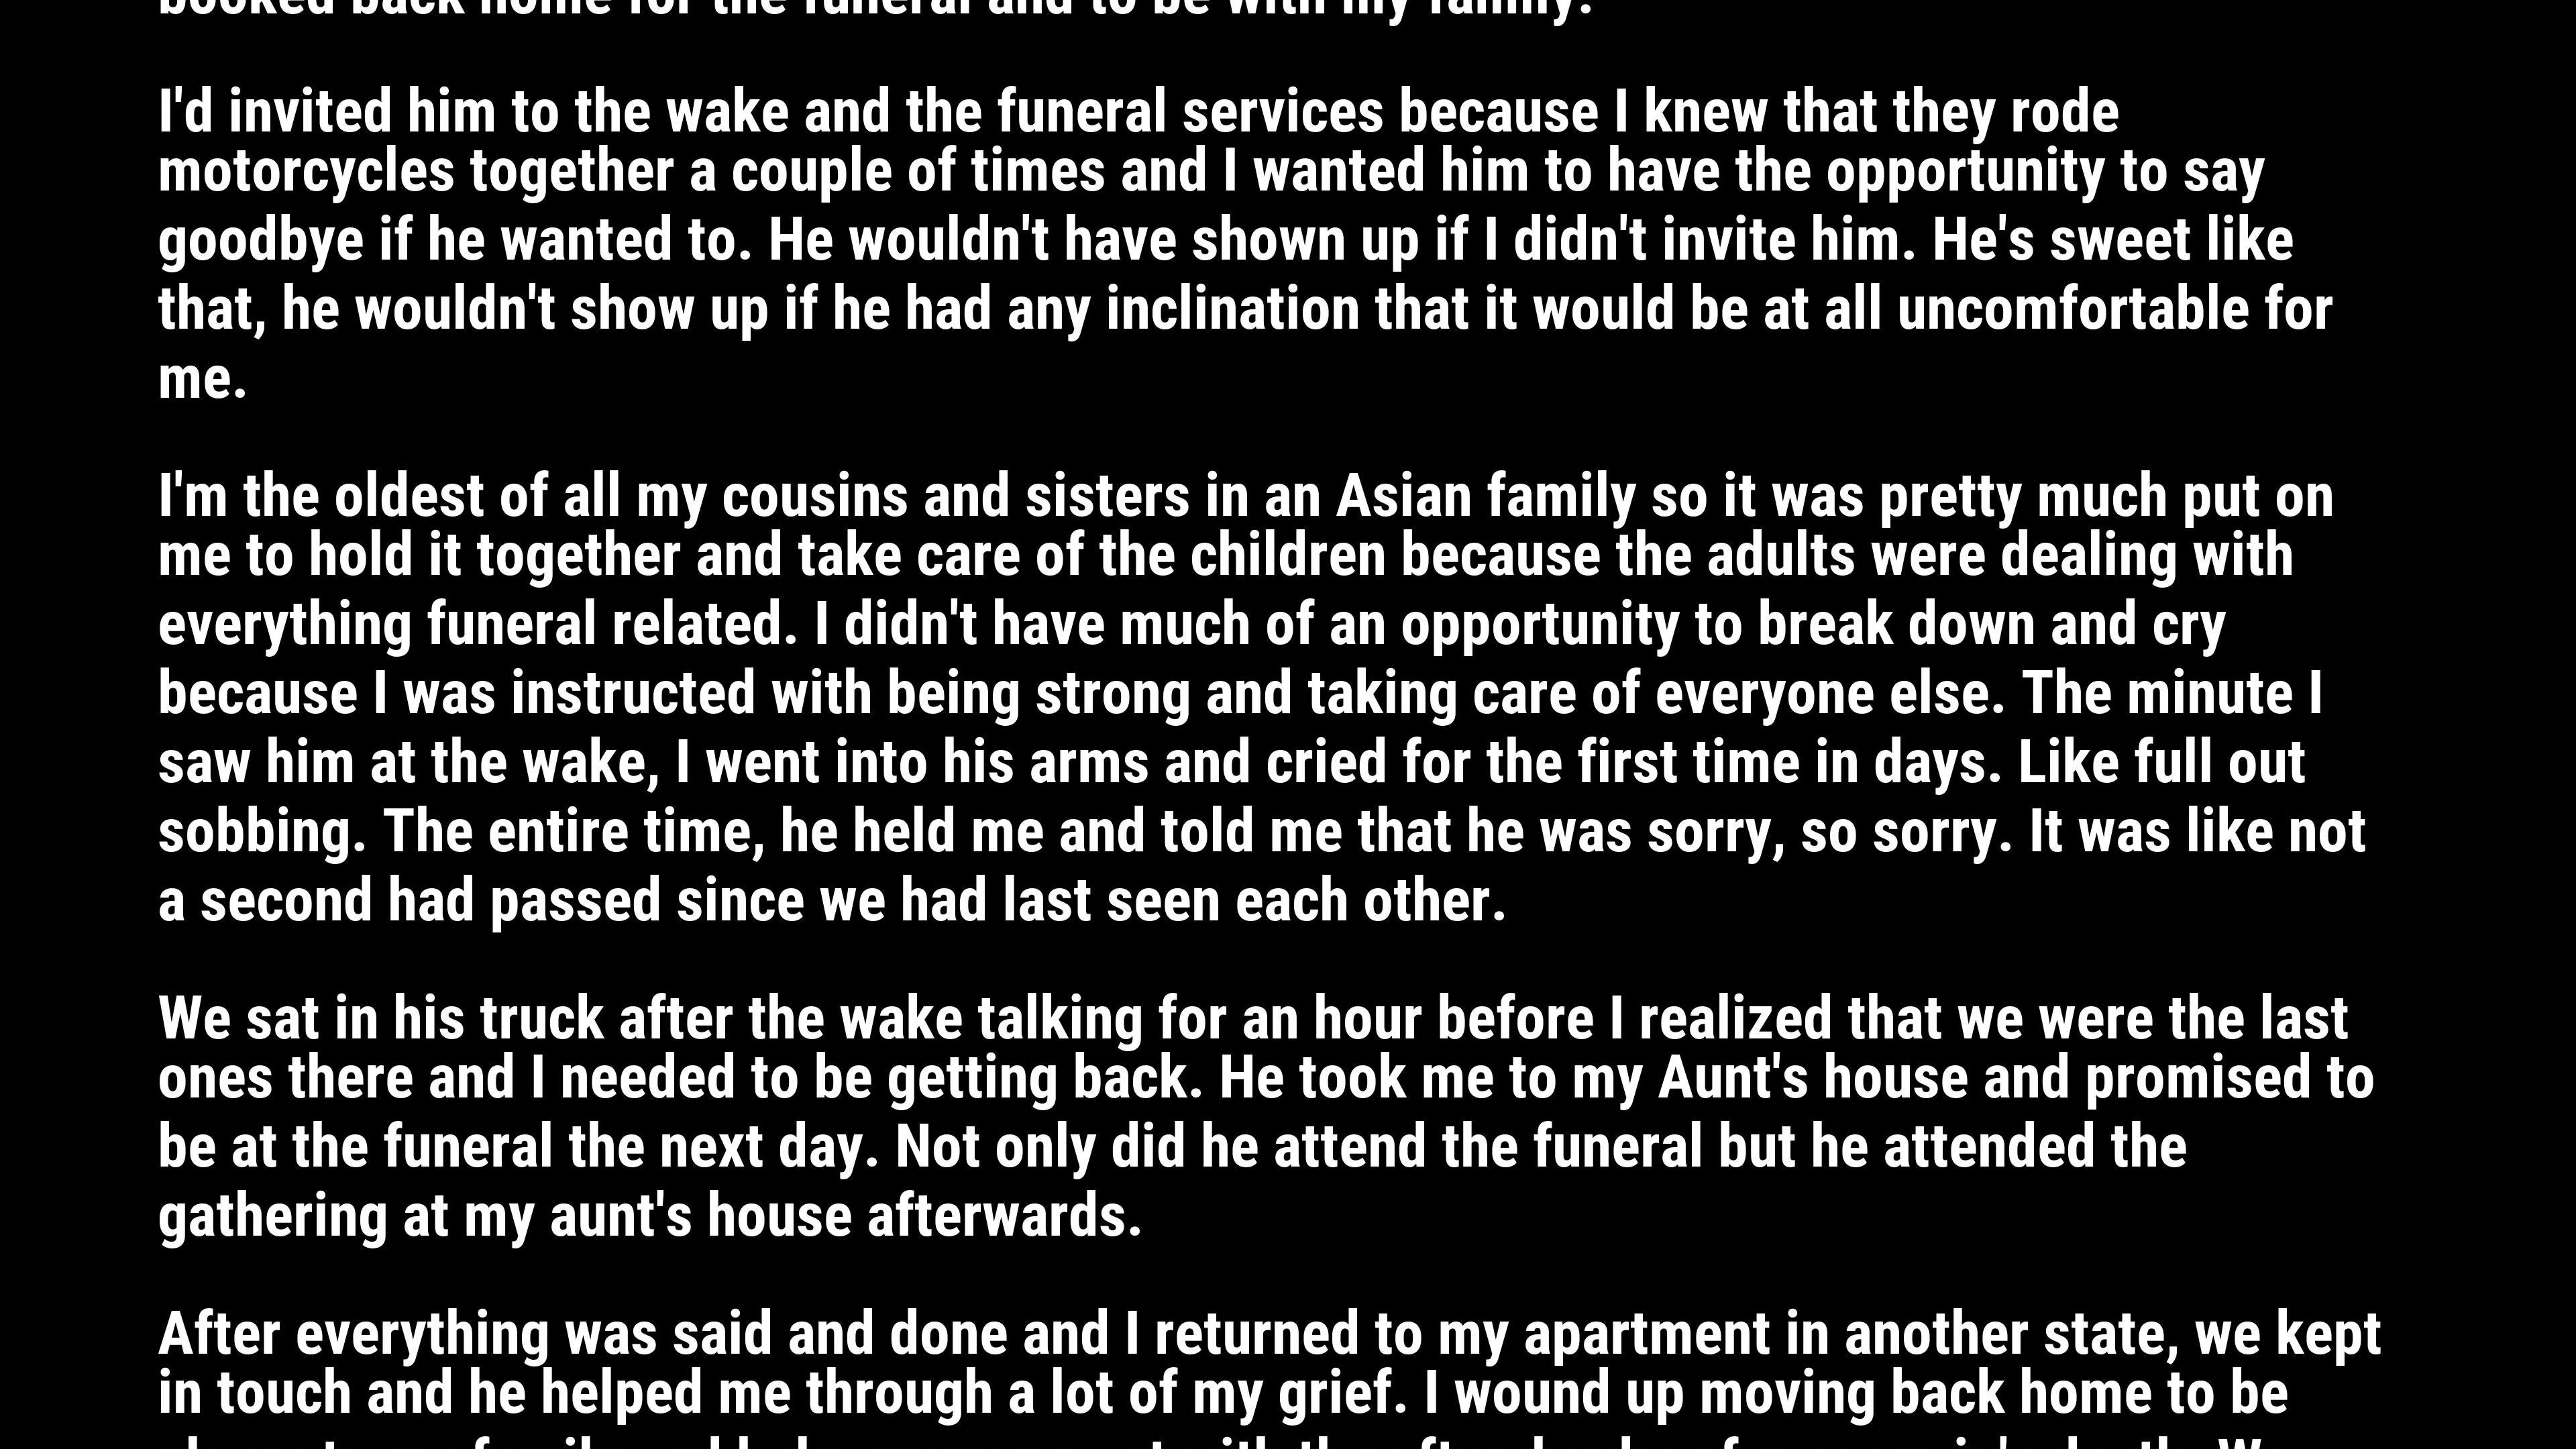 booked back home for the funeral and to be with my family.
I'd invited him to the wake and the funeral services because I knew that they rode
motorcycles together a couple of times and I wanted him to have the opportunity to say
goodbye if he wanted to. He wouldn't have shown up if I didn't invite him. He's sweet like
that, he wouldn't show up if he had any inclination that it would be at all uncomfortable for
me.
I'm the oldest of all my cousins and sisters in an Asian family so it was pretty much put on
me to hold it together and take care of the children because the adults were dealing with
everything funeral related. I didn't have much of an opportunity to break down and cry
because I was instructed with being strong and taking care of everyone else. The minute I
saw him at the wake, I went into his arms and cried for the first time in days. Like full out
sobbing. The entire time, he held me and told me that he was sorry, so sorry. It was like not
a second had passed since we had last seen each other.
We sat in his truck after the wake talking for an hour before I realized that we were the last
ones there and I needed to be getting back. He took me to my Aunt's house and promised to
be at the funeral the next day. Not only did he attend the funeral but he attended the
gathering at my aunt's house afterwards.
After everything was said and done and I returned to my apartment in another state, we kept
in touch and he helped me through a lot of my grief. I wound up moving back home to be